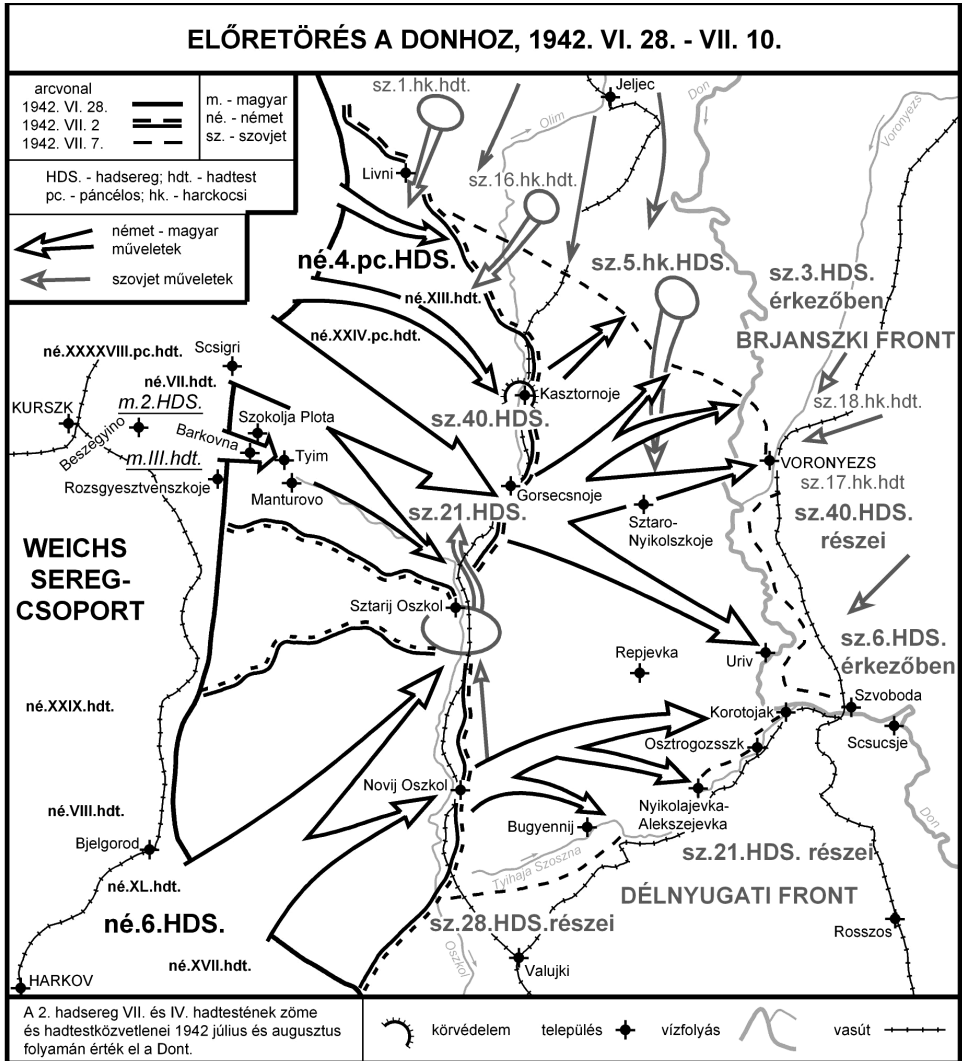 ELŐRETÖRÉS A DONHOZ, 1942. VI. 28. - VII. 10.
arcvonal
1942. VI. 28.
1942. VII. 2
1942. VII. 7.
m. - magyar
né. - német
sz. - szovjet
HDS. - hadsereg; hdt. - hadtest
pc. - páncélos; hk. - harckocsi
német - magyar
műveletek
szovjet műveletek
sz.1.hk.hdt.
Jeljec
Don
Voronyezs
Olim
Livni
sz.16.hk.hdt.
né.4.pc.HDS.
sz.5.hk.HDS.
sz.3.HDS.
érkezőben
né.XIII.hdt.
né.XXIV.pc.hdt.
BRJANSZKI FRONT
né.XXXXVIII.pc.hdt.
Scsigri
né.VII.hdt.
Kasztornoje
sz.18.hk.hdt.
KURSZK
m.2.HDS.
Beszegyino
Szokolja Plota
sz.40.HDS.
Barkovna
m.III.hdt.
Tyim
VORONYEZS
Rozsgyesztvenszkoje
Manturovo
Gorsecsnoje
sz.17.hk.hdt
sz.21.HDS.
Sztaro-
Nyikolszkoje
sz.40.HDS.
részei
WEICHS
SEREG-
CSOPORT
Sztarij Oszkol
sz.6.HDS.
érkezőben
Repjevka
Uriv
né.XXIX.hdt.
Szvoboda
Korotojak
Scsucsje
Osztrogozsszk
Novij Oszkol
né.VIII.hdt.
Nyikolajevka-
Alekszejevka
Don
Bugyennij
Bjelgorod
sz.21.HDS. részei
Tyihaja Szoszna
né.XL.hdt.
DÉLNYUGATI FRONT
né.6.HDS.
sz.28.HDS.részei
Rosszos
Oszkol
né.XVII.hdt.
Valujki
HARKOV
A 2. hadsereg VII. és IV. hadtestének zöme
és hadtestközvetlenei 1942 július és augusztus
folyamán érték el a Dont.
körvédelem
település
vízfolyás
vasút